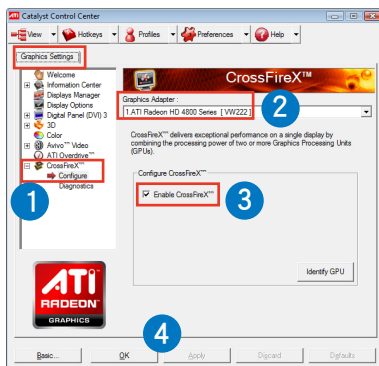 ATI Catalyst Control Center
View
Hotkeys
Profiles
Preferences
Help
Graphics Settings
Welcome
Information Center
Displays Manager
Display Options
Digital Panel (DVI) 3
3D
Color
Avivo™ Video
ATI Overdrive™
CrossFireX™
Configure
Diagnostics
1
ATI
RADEON
GRAPHICS
CrossFireX™
Graphics Adapter :
1. ATI Radeon HD 4800 Series [ VW222 ]
2
CrossFireX™ delivers exceptional performance on a single display by
combining the processing power of two or more Graphics Processing Units
(GPUs).
Configure CrossFireX™
Enable CrossFireX™
3
Identify GPU
4
Basic...
OK
Apply
Discard
Defaults